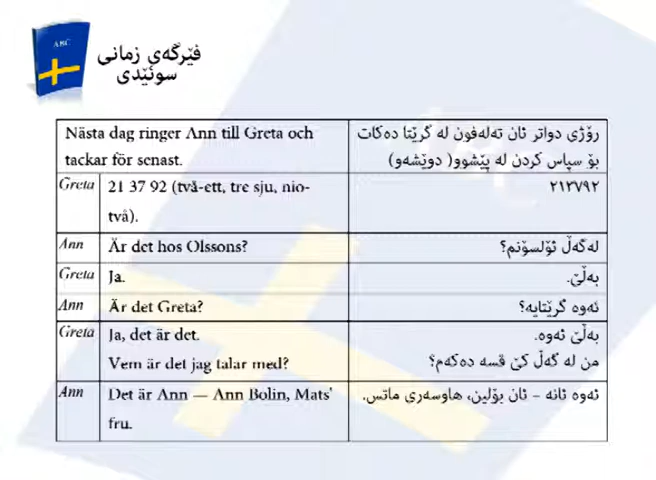 ABC
فێرگەی زمانی
سوئێدی
Nästa dag ringer Ann till Greta och
tackar för senast.
رۆژی دواتر ئان تەلەفون لە گرێتا دەکات
بۆ سپاس کردن لە پێشوو( دوێشەو)
Greta
21 37 92 (två-ett, tre sju, nio-
två).
٢١٣٧٩٢
Ann
Är det hos Olssons?
لەگەڵ ئۆلسۆنم؟
Greta
Ja.
بەڵێ.
Ann
Är det Greta?
ئەوە گرێتایە؟
Greta
Ja, det är det.
Vem är det jag talar med?
بەڵێ ئەوە.
من لە گەڵ کێ قسە دەکەم؟
Ann
Det är Ann — Ann Bolin, Mats'
fru.
ئەوە ئانە - ئان بۆلین، هاوسەری ماتس.